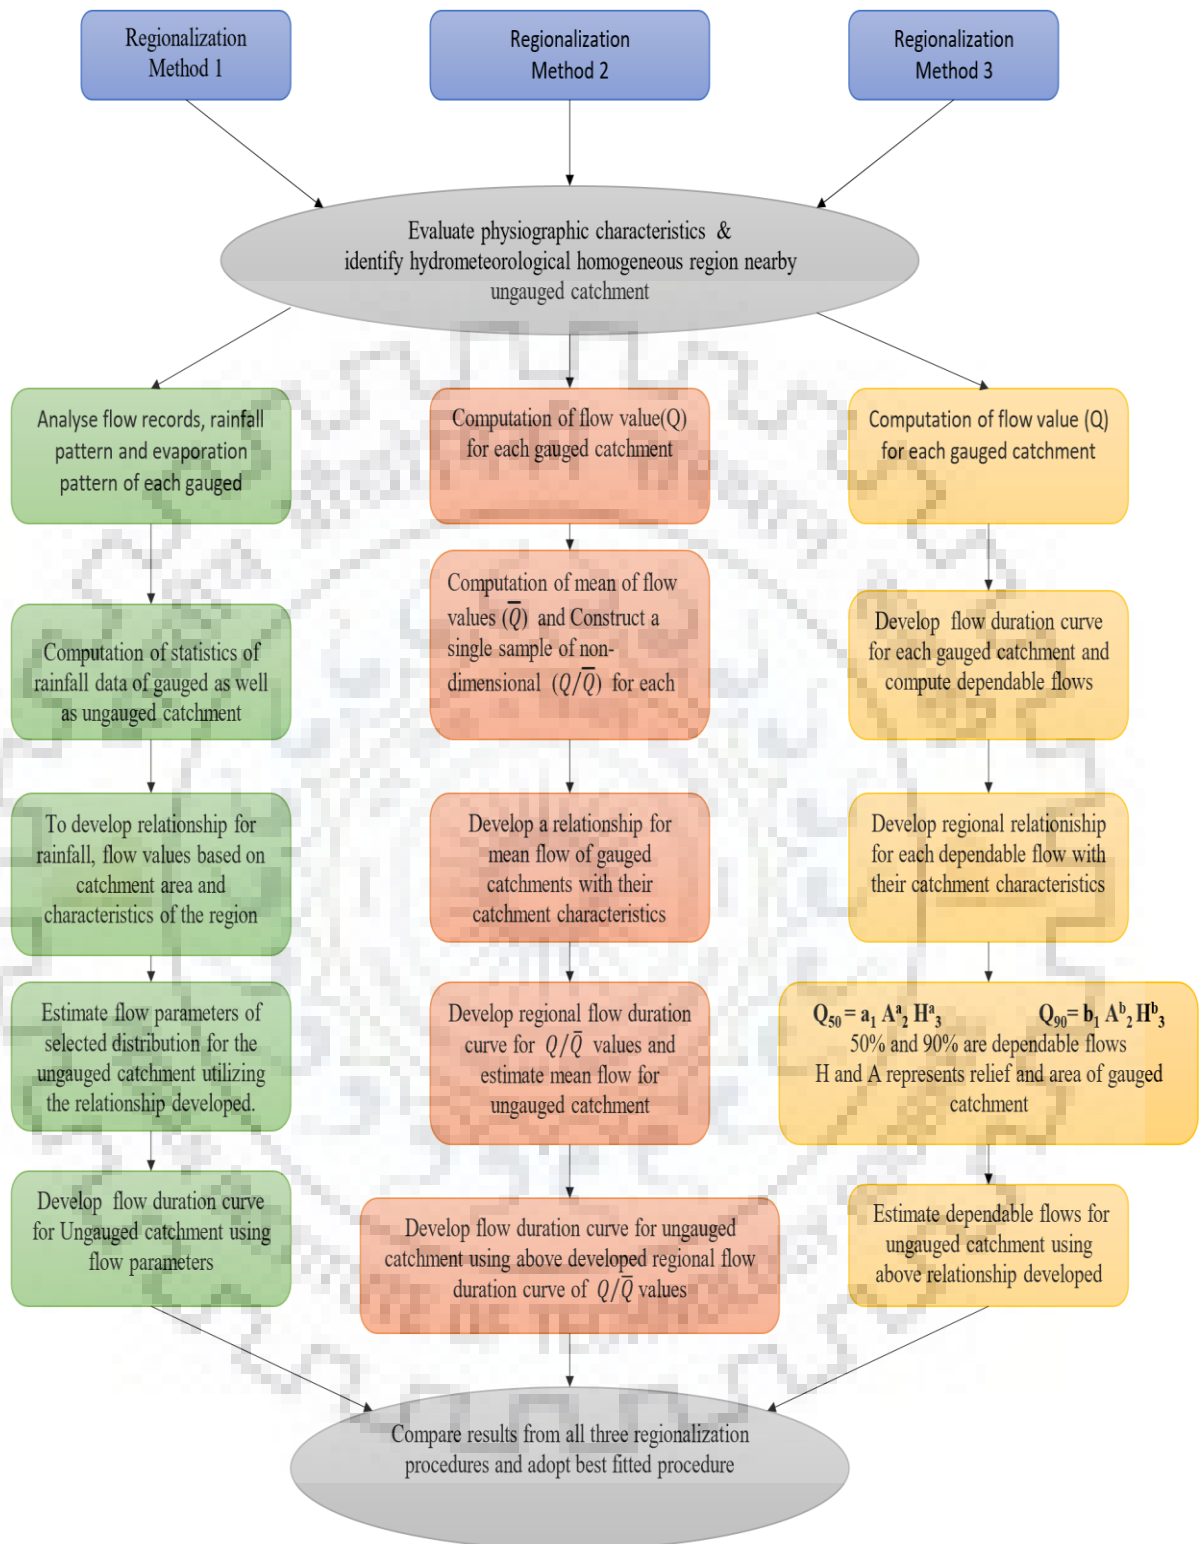 Regionalization
Method 1
Regionalization
Method 2
Regionalization
Method 3
Evaluate physiographic characteristics &
identify hydrometeorological homogeneous region nearby
ungauged catchment
Analyse flow records, rainfall
pattern and evaporation
pattern of each gauged
Computation of statistics of
rainfall data of gauged as well
as ungauged catchment
To develop relationship for
rainfall, flow values based on
catchment area and
characteristics of the region
Estimate flow parameters of
selected distribution for the
ungauged catchment utilizing
the relationship developed.
Develop flow duration curve
for Ungauged catchment using
flow parameters
Computation of flow value(Q)
for each gauged catchment
Computation of mean of flow
values (Q̅) and Construct a
single sample of non-
dimensional (Q/Q̅) for each
Develop a relationship for
mean flow of gauged
catchments with their
catchment characteristics
Develop regional flow duration
curve for Q/Q̅ values and
estimate mean flow for
ungauged catchment
Develop flow duration curve for ungauged
catchment using above developed regional flow
duration curve of Q/Q̅ values
Computation of flow value (Q)
for each gauged catchment
Develop flow duration curve
for each gauged catchment and
compute dependable flows
Develop regional relationiship
for each dependable flow with
their catchment characteristics
Q₅₀ = a₁ Aᵃ₂ Hᵃ₃ Q₉₀= b₁ Aᵇ₂ Hᵇ₃
50% and 90% are dependable flows
H and A represents relief and area of gauged
catchment
Estimate dependable flows for
ungauged catchment using
above relationship developed
Compare results from all three regionalization
procedures and adopt best fitted procedure